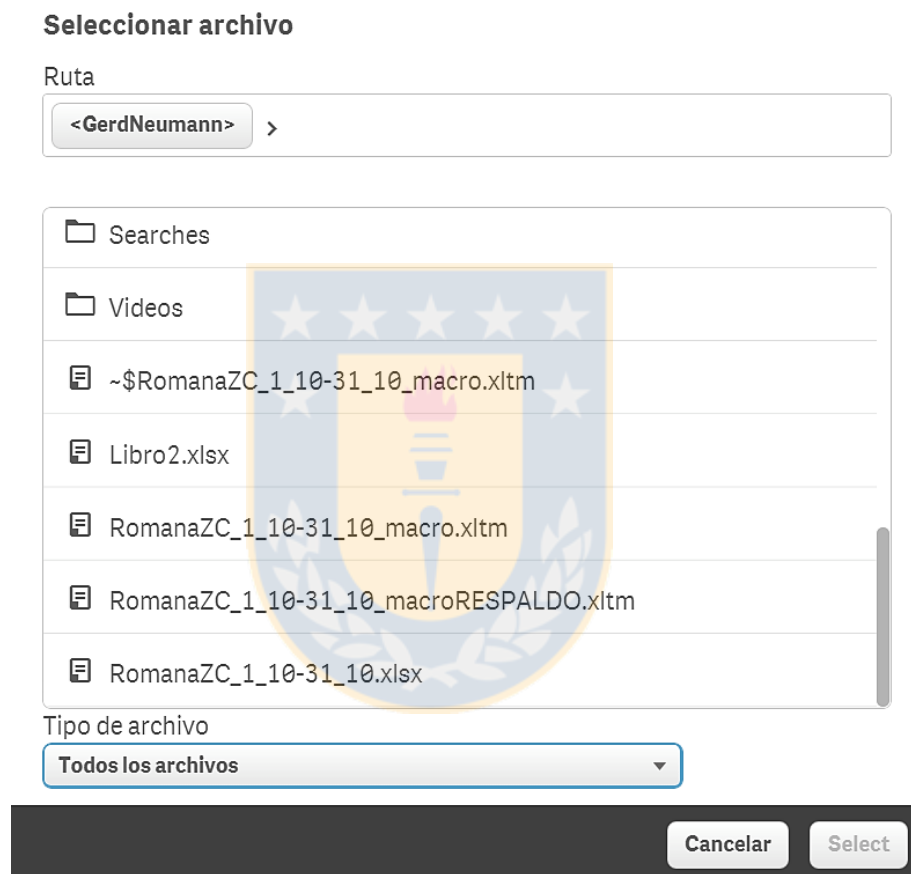 Seleccionar archivo
Ruta
<GerdNeumann> >
Searches
Videos
~$RomanaZC_1_10-31_10_macro.xltm
Libro2.xlsx
RomanaZC_1_10-31_10_macro.xltm
RomanaZC_1_10-31_10_macroRESPALDO.xltm
RomanaZC_1_10-31_10.xlsx
Tipo de archivo
Todos los archivos
Cancelar Select